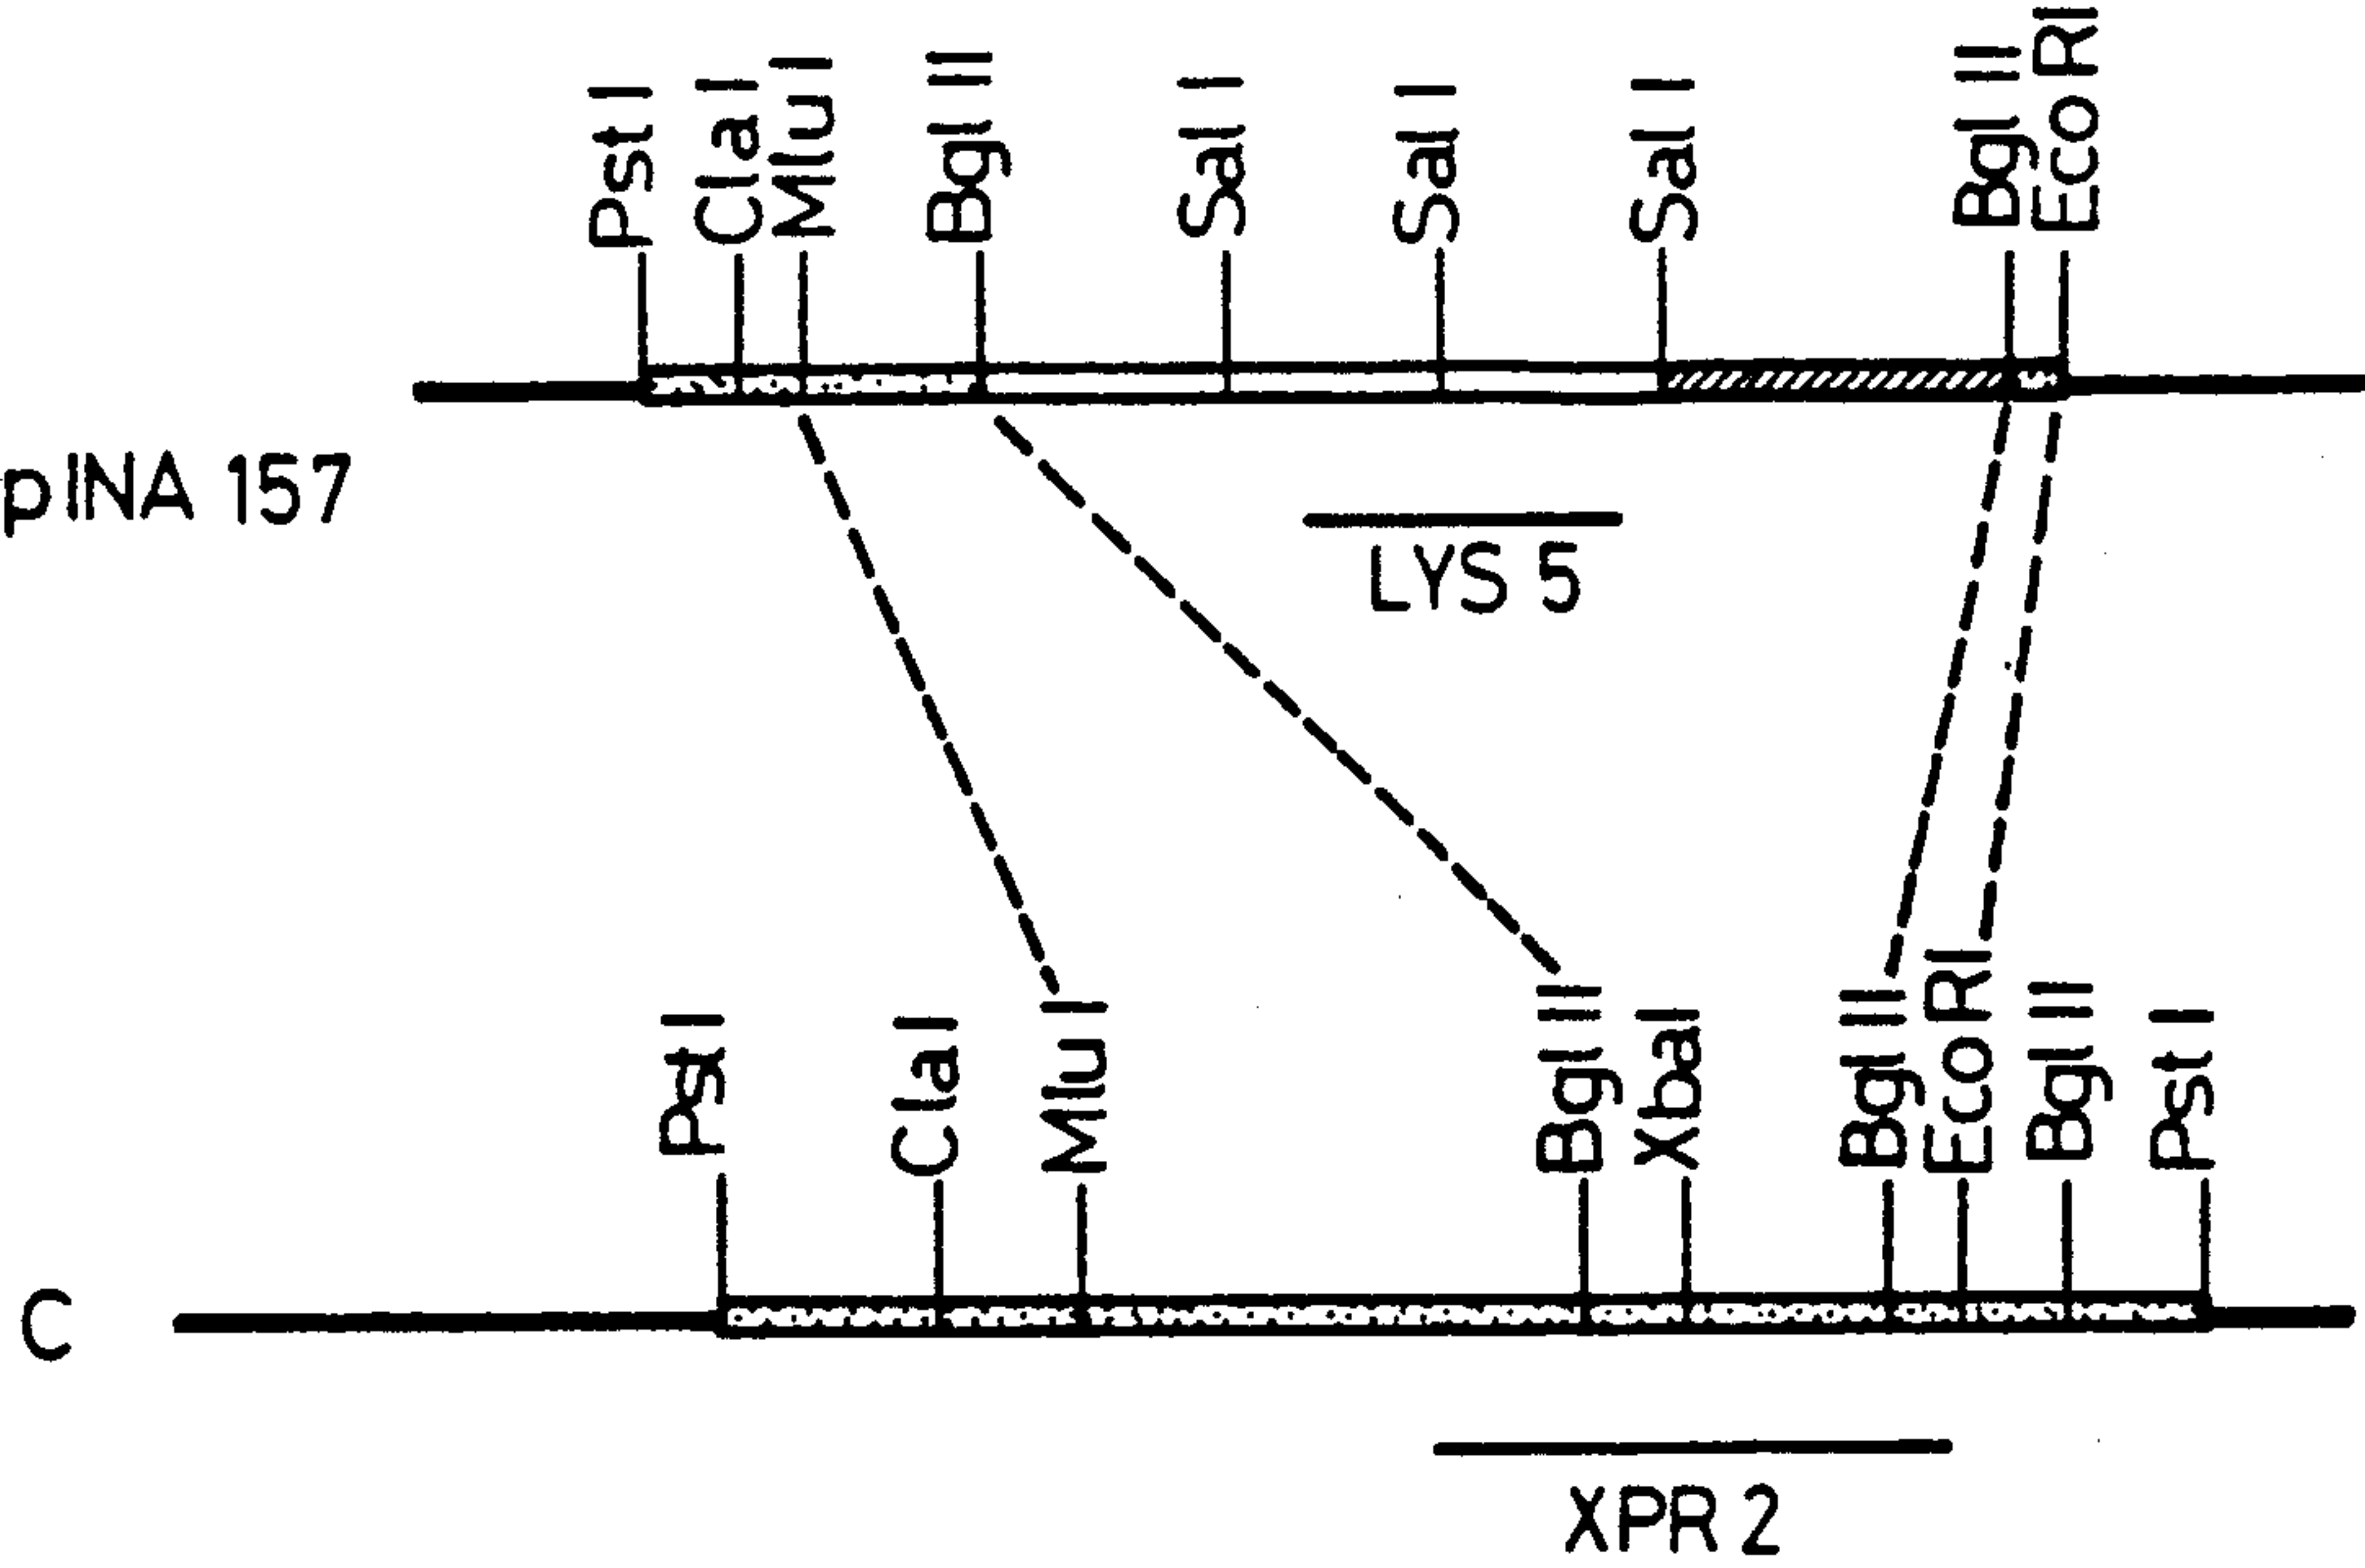 Pst I
Cla I
Mlu I
Bgl II
Sal I
Sal I
Sal I
Bgl II
Eco RI
pINA 157
LYS 5
Pst I
Cla I
Mlu I
Bgl II
Xba I
Bgl II
Eco RI
Bgl II
Pst I
C
XPR 2